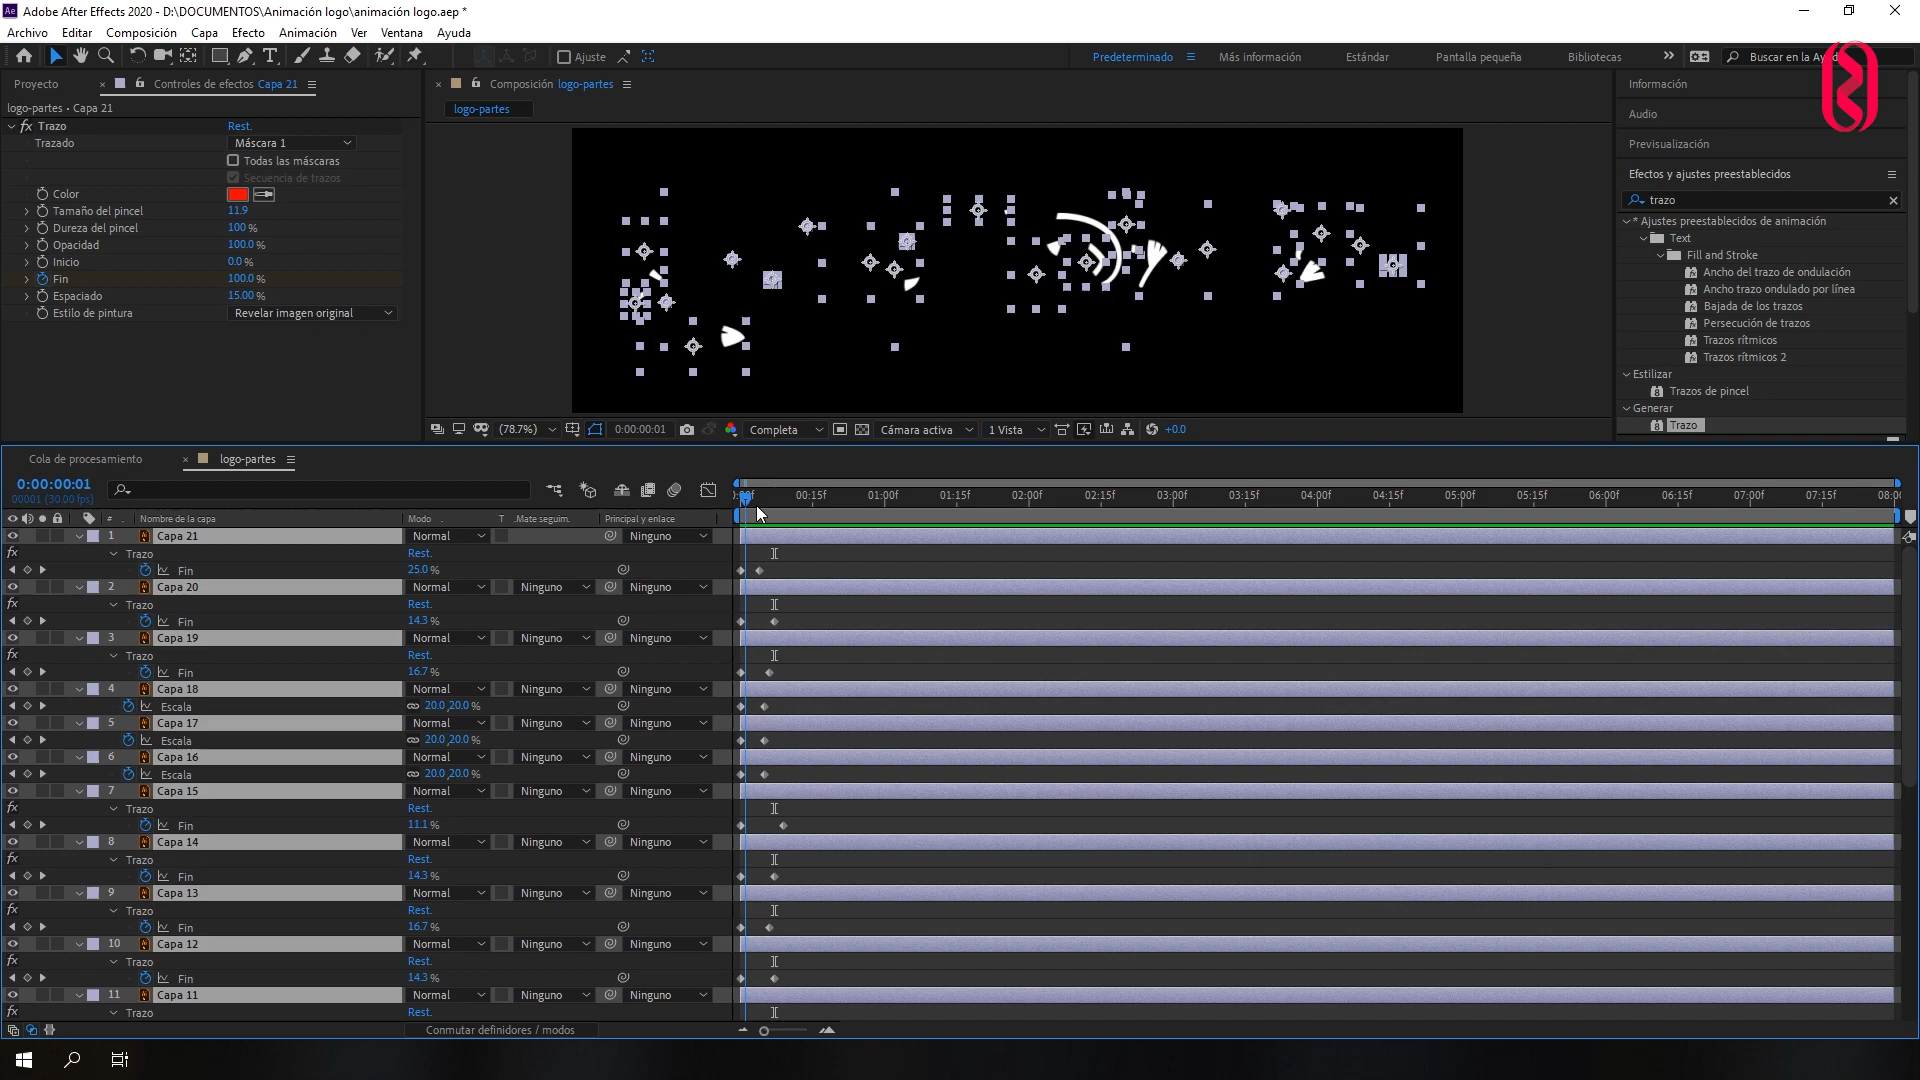 Adobe After Effects 2020 - D:\DOCUMENTOS\Animación logo\animación logo.aep *
Archivo Editar Composición Capa Efecto Animación Ver Ventana Ayuda
Ajuste Predeterminado Más información Estándar Pantalla pequeña Bibliotecas
Proyecto Controles de efectos Capa 21
logo-partes • Capa 21
fx Trazo Rest.
Trazado Máscara 1
Todas las máscaras
Secuencia de trazos
Color
Tamaño del pincel 11.9
Dureza del pincel 100 %
Opacidad 100.0 %
Inicio 0.0 %
Fin 100.0 %
Espaciado 15.00 %
Estilo de pintura Revelar imagen original
Composición logo-partes
logo-partes
(78.7%) 0:00:00:01 Completa Cámara activa 1 Vista +0.0
Información
Audio
Previsualización
Efectos y ajustes preestablecidos
trazo
* Ajustes preestablecidos de animación
Text
Fill and Stroke
Ancho del trazo de ondulación
Ancho trazo ondulado por línea
Bajada de los trazos
Persecución de trazos
Trazos rítmicos
Trazos rítmicos 2
Estilizar
Trazos de pincel
Generar
Trazo
Cola de procesamiento logo-partes
0:00:00:01
00001 (30.00 fps)
00:15f 01:00f 01:15f 02:00f 02:15f 03:00f 03:15f 04:00f 04:15f 05:00f 05:15f 06:00f 06:15f 07:00f 07:15f
# Nombre de la capa Modo T .Mate seguim. Principal y enlace
1 Capa 21 Normal Ninguno
fx Trazo Rest.
Fin 25.0 %
2 Capa 20 Normal Ninguno Ninguno
fx Trazo Rest.
Fin 14.3 %
3 Capa 19 Normal Ninguno Ninguno
fx Trazo Rest.
Fin 16.7 %
4 Capa 18 Normal Ninguno Ninguno
Escala 20.0 ,20.0 %
5 Capa 17 Normal Ninguno Ninguno
Escala 20.0 ,20.0 %
6 Capa 16 Normal Ninguno Ninguno
Escala 20.0 ,20.0 %
7 Capa 15 Normal Ninguno Ninguno
fx Trazo Rest.
Fin 11.1 %
8 Capa 14 Normal Ninguno Ninguno
fx Trazo Rest.
Fin 14.3 %
9 Capa 13 Normal Ninguno Ninguno
fx Trazo Rest.
Fin 16.7 %
10 Capa 12 Normal Ninguno Ninguno
fx Trazo Rest.
Fin 14.3 %
11 Capa 11 Normal Ninguno Ninguno
fx Trazo Rest.
Conmutar definidores / modos